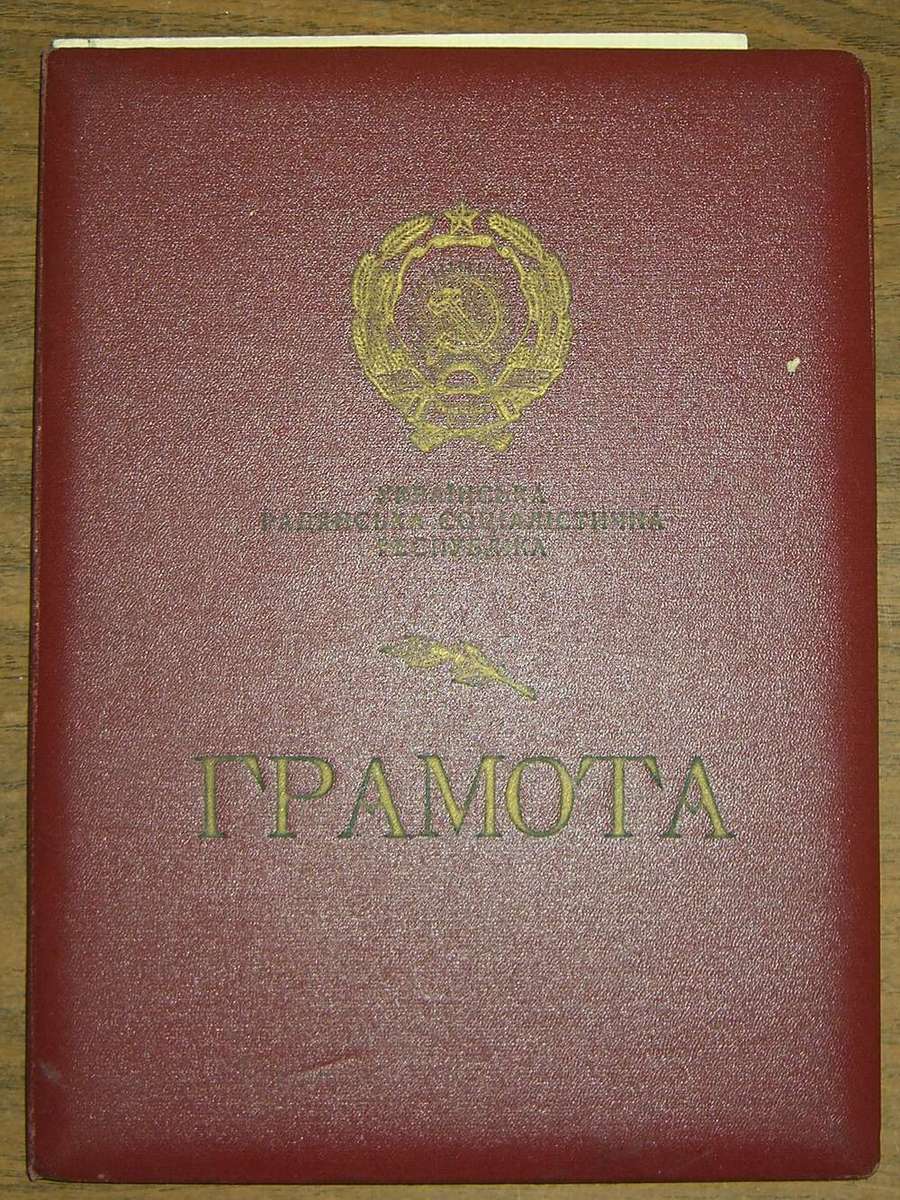 УКРАЇНСЬКА
РАДЯНСЬКА СОЦІАЛІСТИЧНА
РЕСПУБЛІКА
ГРАМОТА